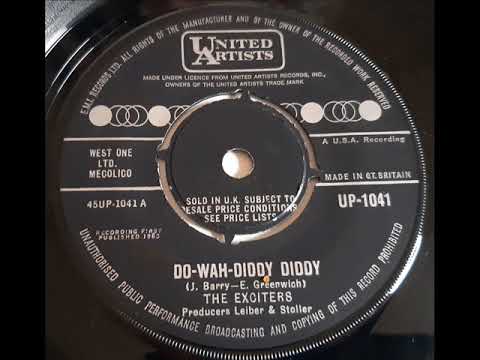 E.M.I. RECORDS LTD. ALL RIGHTS OF THE MANUFACTURER AND OF THE OWNER OF THE RECORDED WORK RESERVED
UNITED
ARTISTS
MADE UNDER LICENCE FROM UNITED ARTISTS RECORDS, INC.,
OWNERS OF THE UNITED ARTISTS TRADE MARK
WEST ONE
LTD.
MECOLICO
A U.S.A. Recording
MADE IN GT. BRITAIN
45UP-1041 A
UP-1041
SOLD IN U.K. SUBJECT TO
RESALE PRICE CONDITIONS
SEE PRICE LISTS
RECORDING FIRST
PUBLISHED 1963
DO-WAH-DIDDY DIDDY
(J. Barry—E. Greenwich)
THE EXCITERS
Producers Leiber & Stoller
UNAUTHORISED PUBLIC PERFORMANCE BROADCASTING AND COPYING OF THIS RECORD PROHIBITED